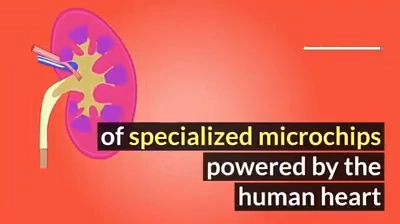 of specialized microchips
powered by the
human heart